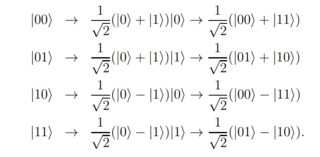 |00⟩ → 1/√2(|0⟩ + |1⟩)|0⟩ → 1/√2(|00⟩ + |11⟩)
|01⟩ → 1/√2(|0⟩ + |1⟩)|1⟩ → 1/√2(|01⟩ + |10⟩)
|10⟩ → 1/√2(|0⟩ − |1⟩)|0⟩ → 1/√2(|00⟩ − |11⟩)
|11⟩ → 1/√2(|0⟩ − |1⟩)|1⟩ → 1/√2(|01⟩ − |10⟩).